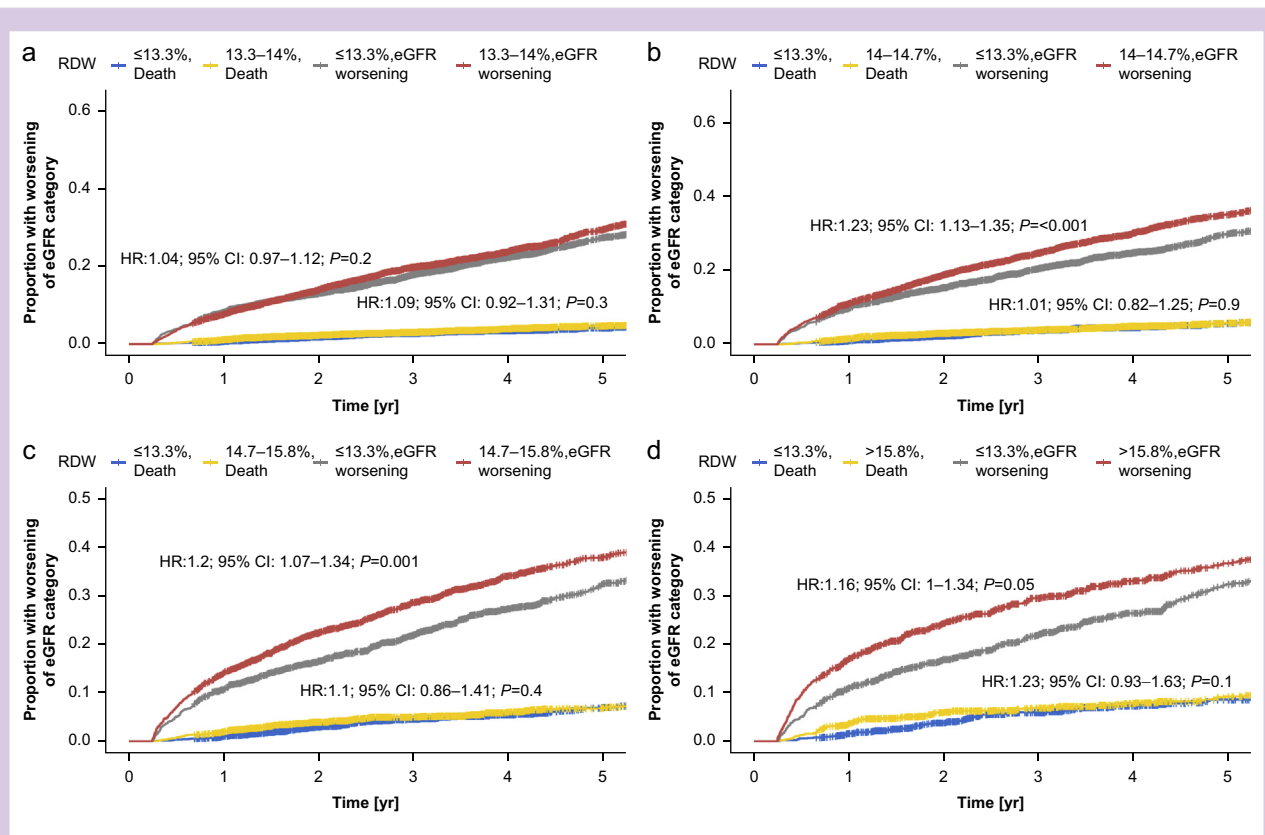 a
RDW
≤13.3%,
Death
13.3–14%,
Death
≤13.3%,eGFR
worsening
13.3–14%,eGFR
worsening
Proportion with worsening
of eGFR category
0.6
0.4
0.2
0.0
HR:1.04; 95% CI: 0.97–1.12; P=0.2
HR:1.09; 95% CI: 0.92–1.31; P=0.3
0 1 2 3 4 5
Time [yr]
b
RDW
≤13.3%,
Death
14–14.7%,
Death
≤13.3%,eGFR
worsening
14–14.7%,eGFR
worsening
Proportion with worsening
of eGFR category
0.6
0.4
0.2
0.0
HR:1.23; 95% CI: 1.13–1.35; P=<0.001
HR:1.01; 95% CI: 0.82–1.25; P=0.9
0 1 2 3 4 5
Time [yr]
c
RDW
≤13.3%,
Death
14.7–15.8%,
Death
≤13.3%,eGFR
worsening
14.7–15.8%,eGFR
worsening
Proportion with worsening
of eGFR category
0.5
0.4
0.3
0.2
0.1
0.0
HR:1.2; 95% CI: 1.07–1.34; P=0.001
HR:1.1; 95% CI: 0.86–1.41; P=0.4
0 1 2 3 4 5
Time [yr]
d
RDW
≤13.3%,
Death
>15.8%,
Death
≤13.3%,eGFR
worsening
>15.8%,eGFR
worsening
Proportion with worsening
of eGFR category
0.5
0.4
0.3
0.2
0.1
0.0
HR:1.16; 95% CI: 1–1.34; P=0.05
HR:1.23; 95% CI: 0.93–1.63; P=0.1
0 1 2 3 4 5
Time [yr]